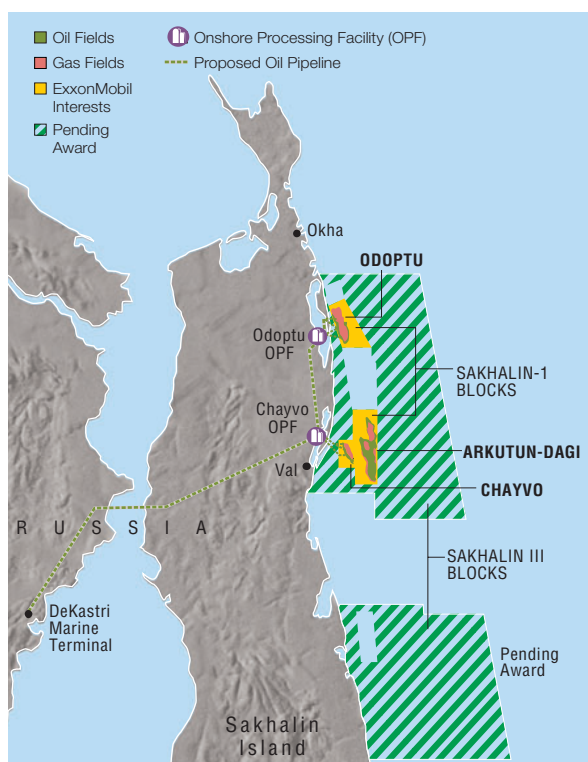 Oil Fields
Gas Fields
ExxonMobil
Interests
Pending
Award
Onshore Processing Facility (OPF)
Proposed Oil Pipeline
Okha
ODOPTU
Odoptu
OPF
SAKHALIN-1
BLOCKS
Chayvo
OPF
ARKUTUN-DAGI
Val
CHAYVO
RUSSIA
SAKHALIN III
BLOCKS
DeKastri
Marine
Terminal
Pending
Award
Sakhalin
Island